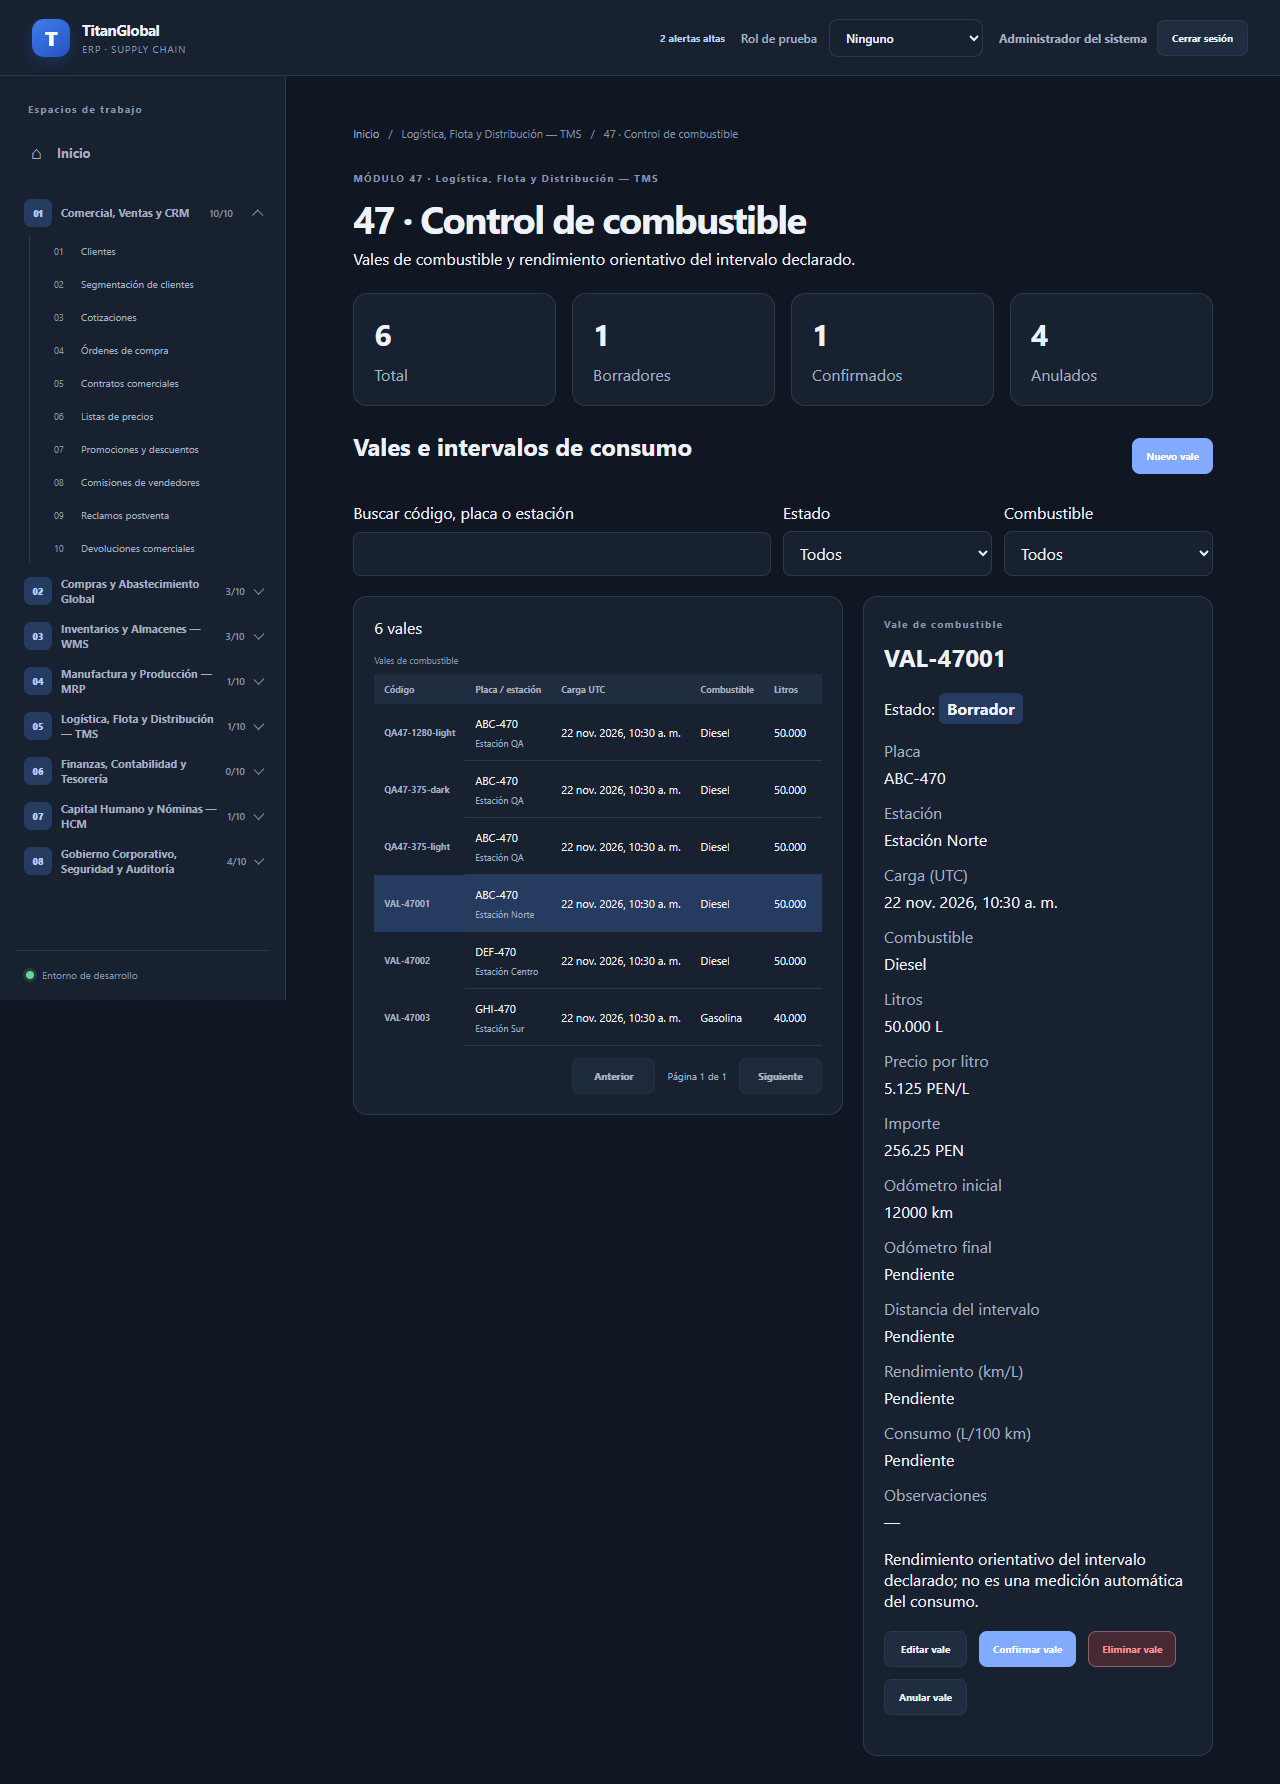 T
TitanGlobal
ERP · SUPPLY CHAIN
2 alertas altas
Rol de prueba
Ninguno
Administrador del sistema
Cerrar sesión
Espacios de trabajo
Inicio
01 Comercial, Ventas y CRM 10/10
01 Clientes
02 Segmentación de clientes
03 Cotizaciones
04 Órdenes de compra
05 Contratos comerciales
06 Listas de precios
07 Promociones y descuentos
08 Comisiones de vendedores
09 Reclamos postventa
10 Devoluciones comerciales
02 Compras y Abastecimiento
Global 3/10
03 Inventarios y Almacenes —
WMS 3/10
04 Manufactura y Producción —
MRP 1/10
05 Logística, Flota y Distribución
— TMS 1/10
06 Finanzas, Contabilidad y
Tesorería 0/10
07 Capital Humano y Nóminas —
HCM 1/10
08 Gobierno Corporativo,
Seguridad y Auditoría 4/10
Entorno de desarrollo
Inicio / Logística, Flota y Distribución — TMS / 47 · Control de combustible
MÓDULO 47 · Logística, Flota y Distribución — TMS
47 · Control de combustible
Vales de combustible y rendimiento orientativo del intervalo declarado.
6
Total
1
Borradores
1
Confirmados
4
Anulados
Vales e intervalos de consumo
Nuevo vale
Buscar código, placa o estación
Estado
Todos
Combustible
Todos
6 vales
Vales de combustible
Código Placa / estación Carga UTC Combustible Litros
QA47-1280-light ABC-470 22 nov. 2026, 10:30 a. m. Diesel 50.000
Estación QA
QA47-375-dark ABC-470 22 nov. 2026, 10:30 a. m. Diesel 50.000
Estación QA
QA47-375-light ABC-470 22 nov. 2026, 10:30 a. m. Diesel 50.000
Estación QA
VAL-47001 ABC-470 22 nov. 2026, 10:30 a. m. Diesel 50.000
Estación Norte
VAL-47002 DEF-470 22 nov. 2026, 10:30 a. m. Diesel 50.000
Estación Centro
VAL-47003 GHI-470 22 nov. 2026, 10:30 a. m. Gasolina 40.000
Estación Sur
Anterior Página 1 de 1 Siguiente
Vale de combustible
VAL-47001
Estado: Borrador
Placa
ABC-470
Estación
Estación Norte
Carga (UTC)
22 nov. 2026, 10:30 a. m.
Combustible
Diesel
Litros
50.000 L
Precio por litro
5.125 PEN/L
Importe
256.25 PEN
Odómetro inicial
12000 km
Odómetro final
Pendiente
Distancia del intervalo
Pendiente
Rendimiento (km/L)
Pendiente
Consumo (L/100 km)
Pendiente
Observaciones
—
Rendimiento orientativo del intervalo
declarado; no es una medición automática
del consumo.
Editar vale Confirmar vale Eliminar vale
Anular vale